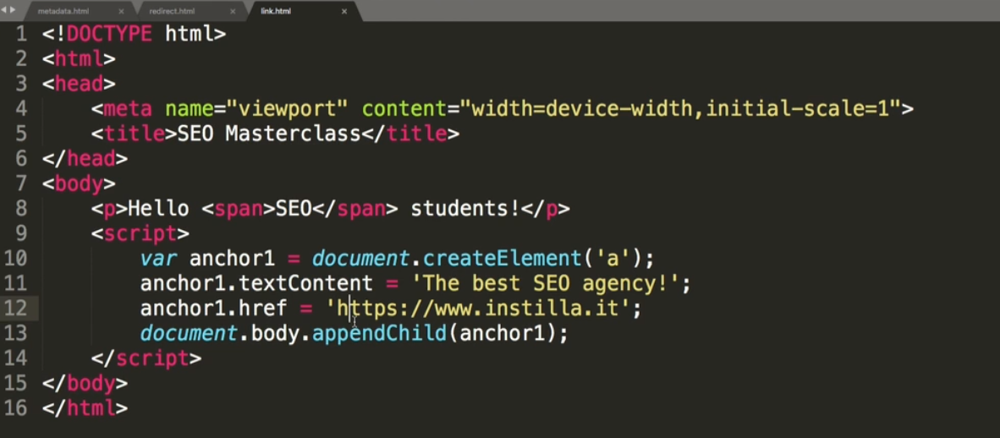 metadata.html × redirect.html × link.html ×
1 <!DOCTYPE html>
2 <html>
3 <head>
4 <meta name="viewport" content="width=device-width,initial-scale=1">
5 <title>SEO Masterclass</title>
6 </head>
7 <body>
8 <p>Hello <span>SEO</span> students!</p>
9 <script>
10 var anchor1 = document.createElement('a');
11 anchor1.textContent = 'The best SEO agency!';
12 anchor1.href = 'https://www.instilla.it';
13 document.body.appendChild(anchor1);
14 </script>
15 </body>
16 </html>